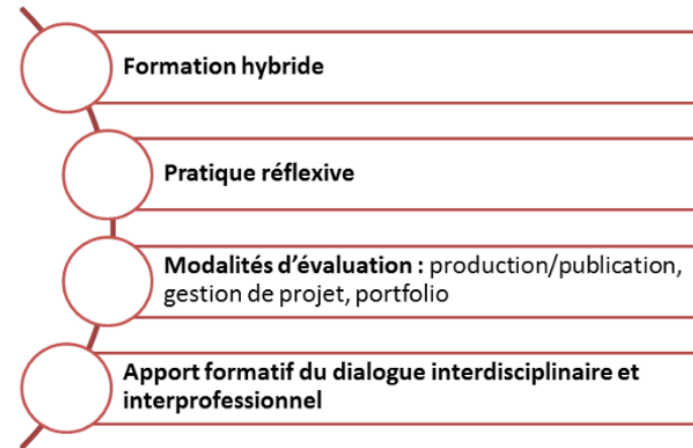 Formation hybride
Pratique réflexive
Modalités d'évaluation : production/publication,
gestion de projet, portfolio
Apport formatif du dialogue interdisciplinaire et
interprofessionnel